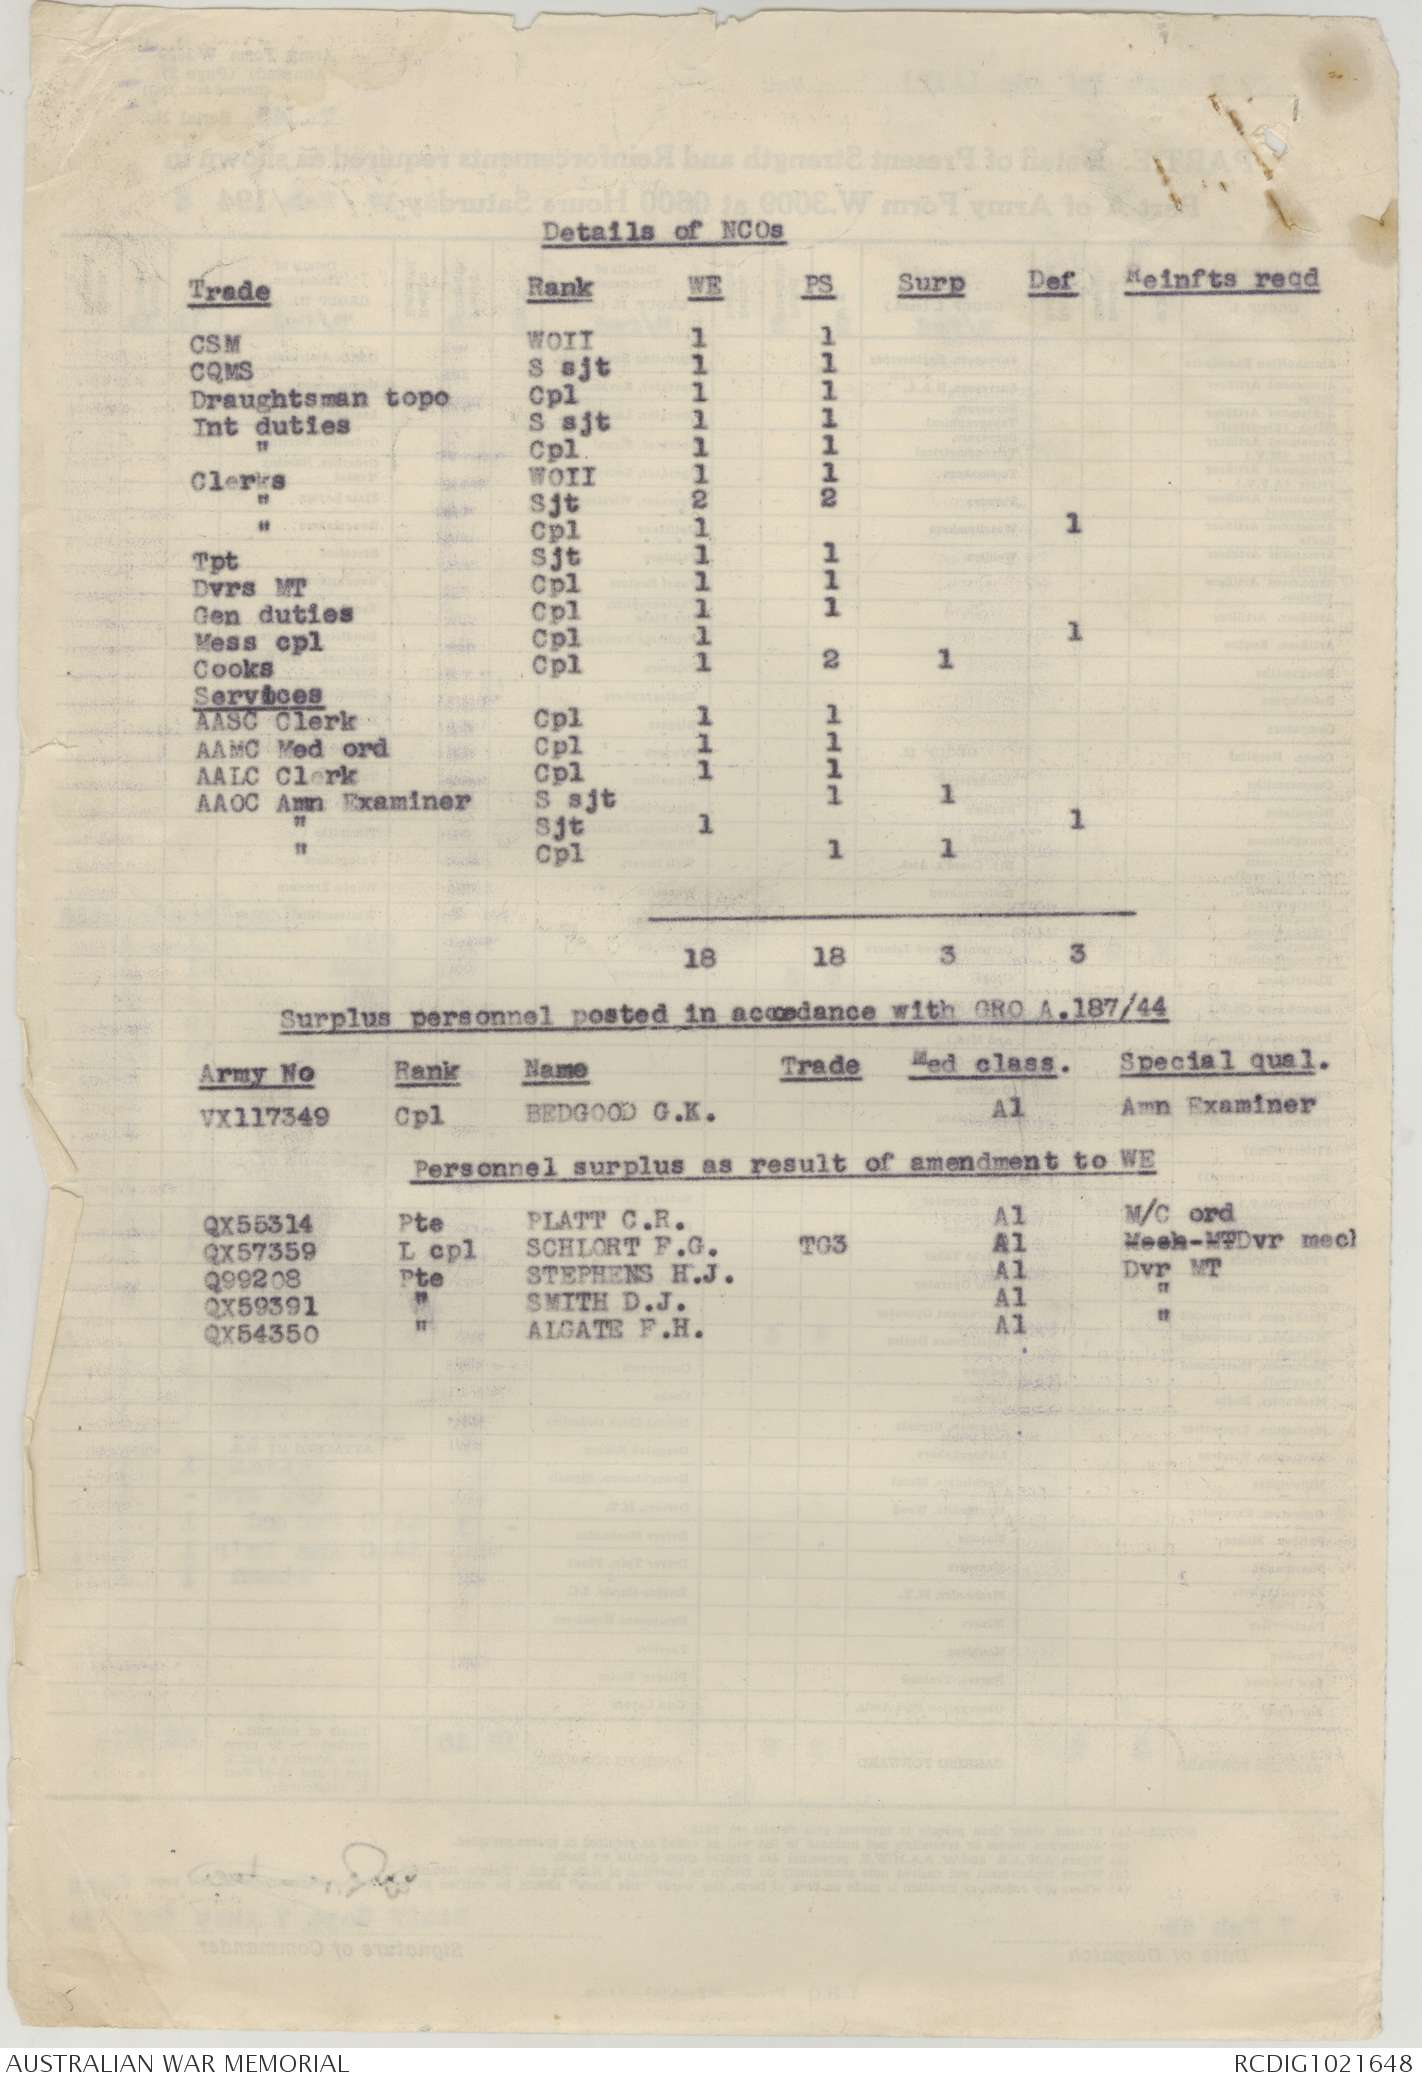 Details of NCOs
Trade Rank WE PS Surp Def Reinfts reqd
CSM WOII 1 1
CQMS S sjt 1 1
Draughtsman topo Cpl 1 1
Int duties S sjt 1 1
" Cpl 1 1
Clerks WOII 1 1
" Sjt 2 2
" Cpl 1 1
Tpt Sjt 1 1
Dvrs MT Cpl 1 1
Gen duties Cpl 1 1
Mess cpl Cpl 1 1
Cooks Cpl 1 2 1
Services
AASC Clerk Cpl 1 1
AAMC Med ord Cpl 1 1
AALC Clerk Cpl 1 1
AAOC Amn Examiner S sjt 1 1
" Sjt 1 1
" Cpl 1 1
18 18 3 3
Surplus personnel posted in accordance with GRO A.187/44
Army No Rank Name Trade Med class. Special qual.
VX117349 Cpl BEDGOOD G.K. A1 Amn Examiner
Personnel surplus as result of amendment to WE
QX55314 Pte PLATT C.R. A1 M/C ord
QX57359 L cpl SCHLORT F.G. TG3 A1 Mech MT Dvr mech
Q99208 Pte STEPHENS H.J. A1 Dvr MT
QX59391 " SMITH D.J. A1 "
QX54350 " ALGATE F.H. A1 "
AUSTRALIAN WAR MEMORIAL RCDIG1021648